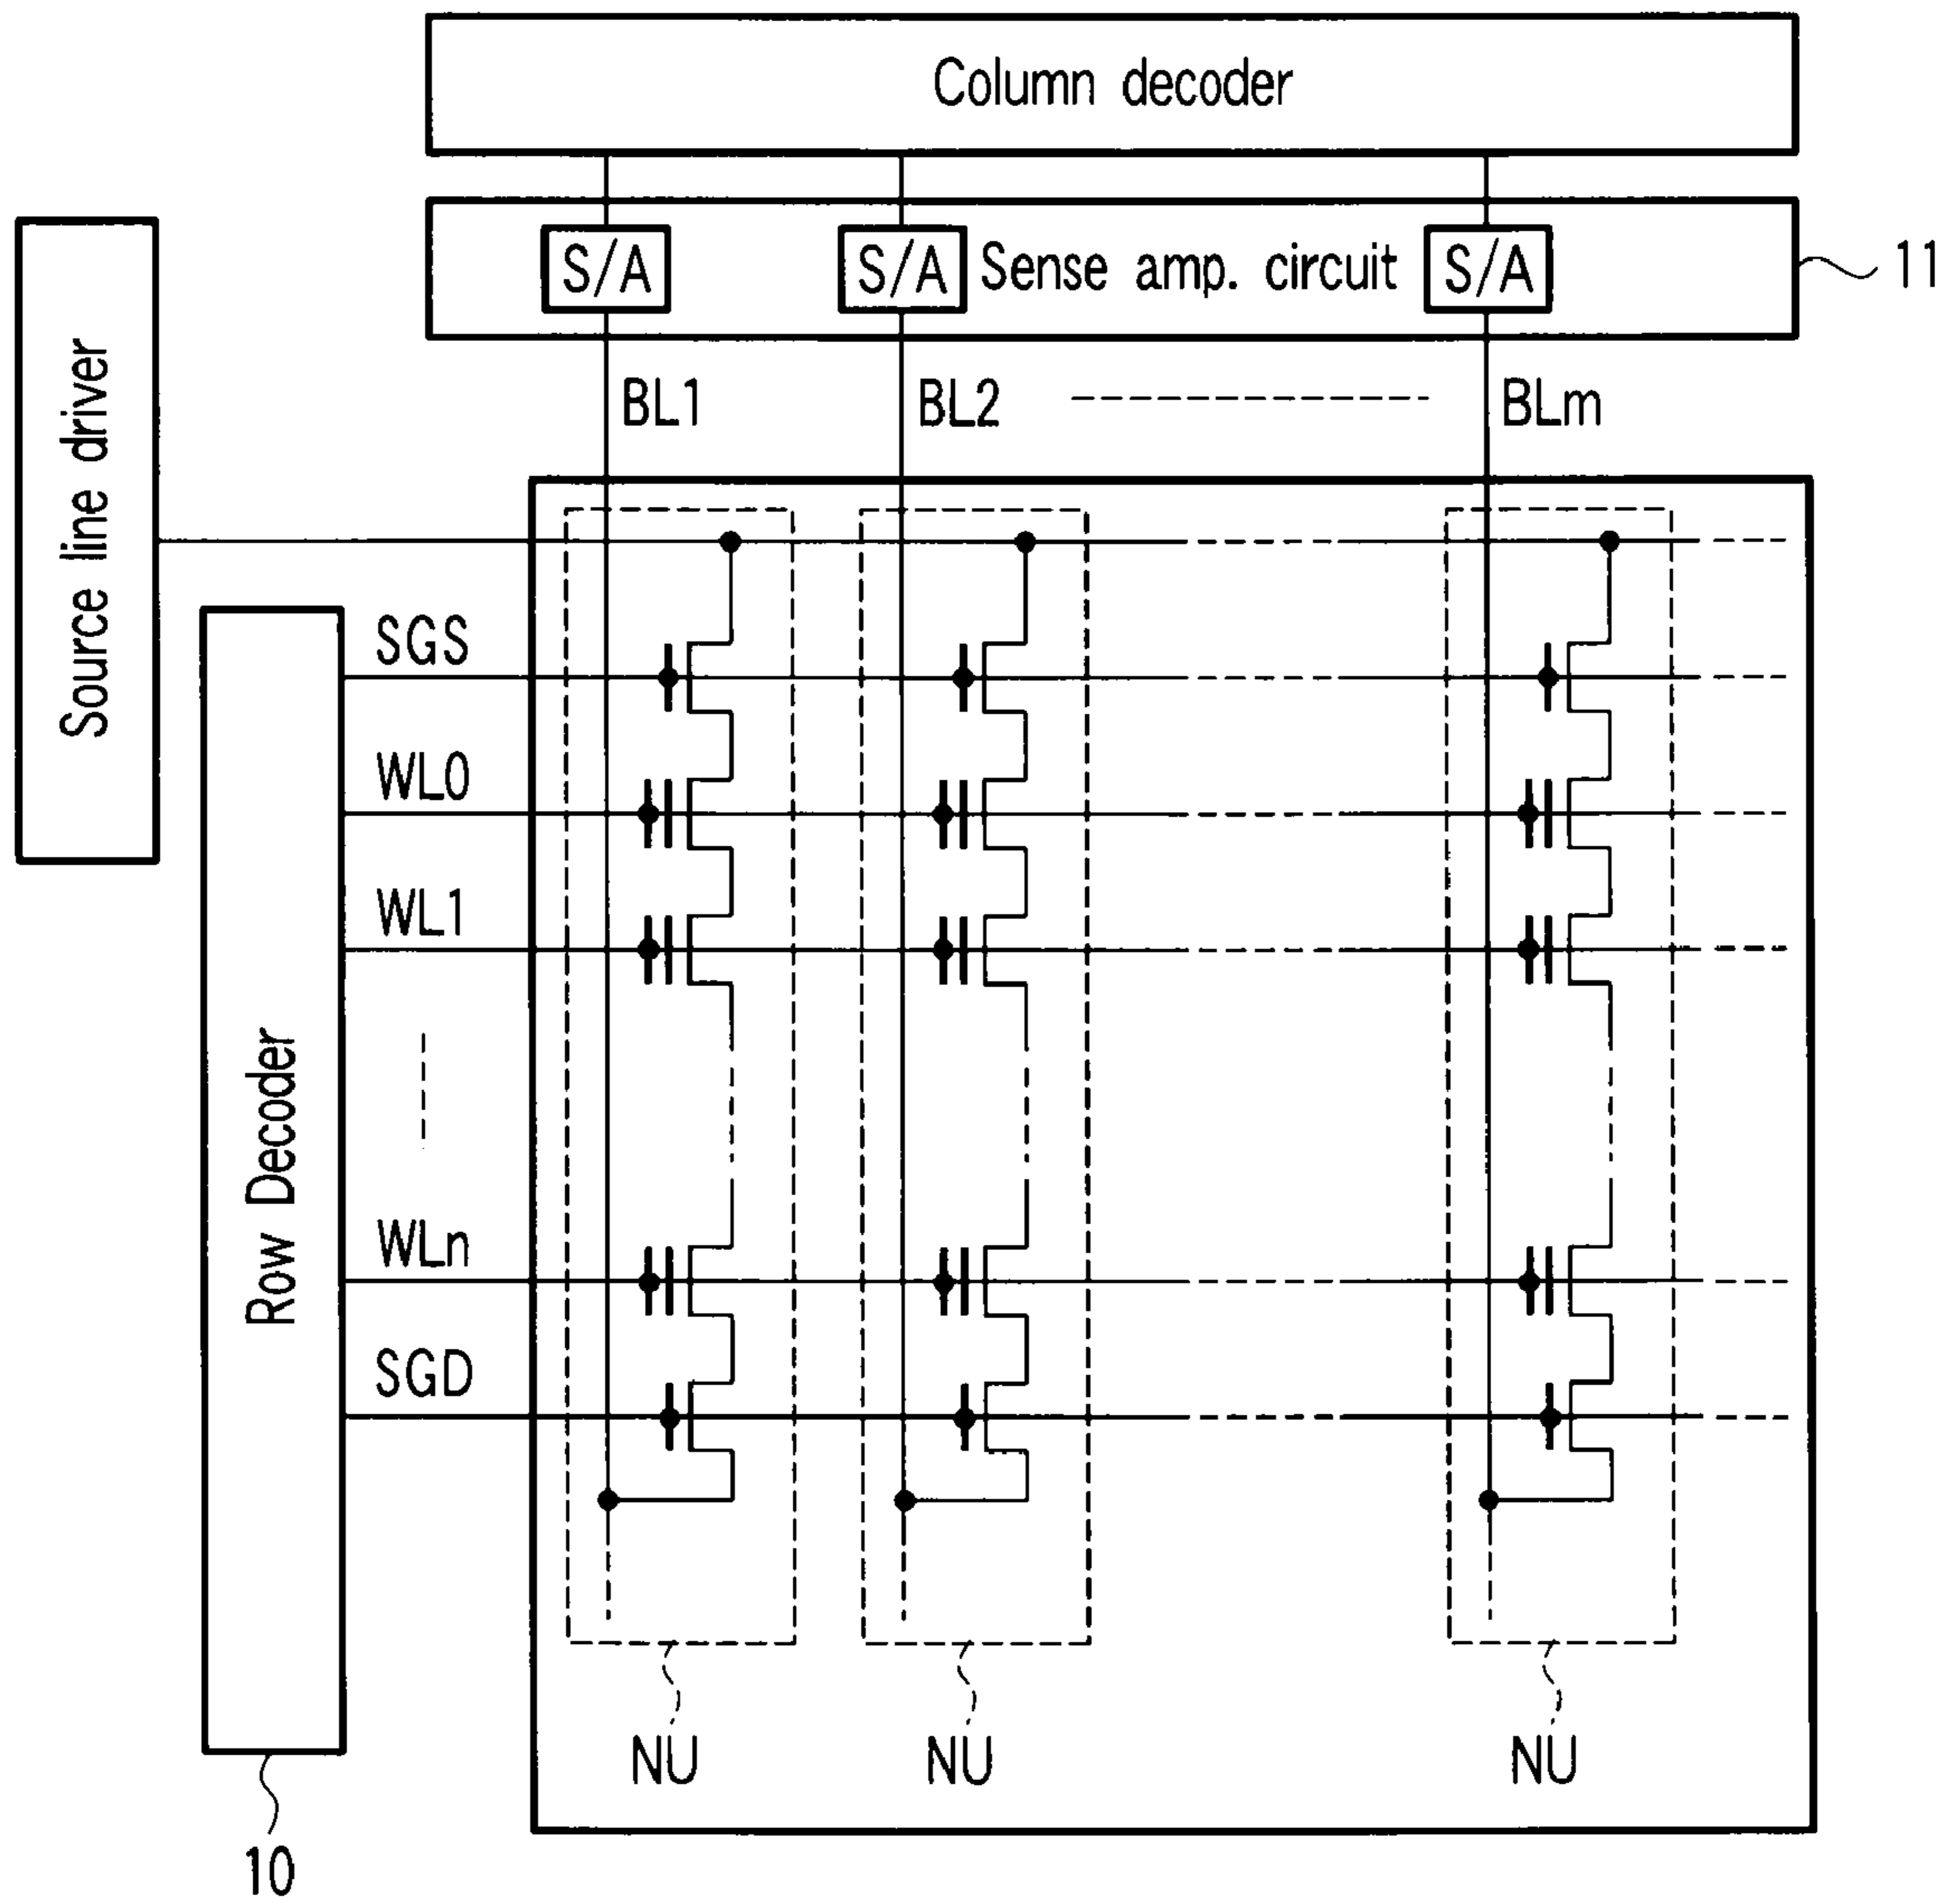 Column decoder
S/A
S/A
Sense amp. circuit
S/A
11
Source line driver
BL1
BL2
BLm
SGS
WL0
WL1
Row Decoder
WLn
SGD
NU
NU
NU
10